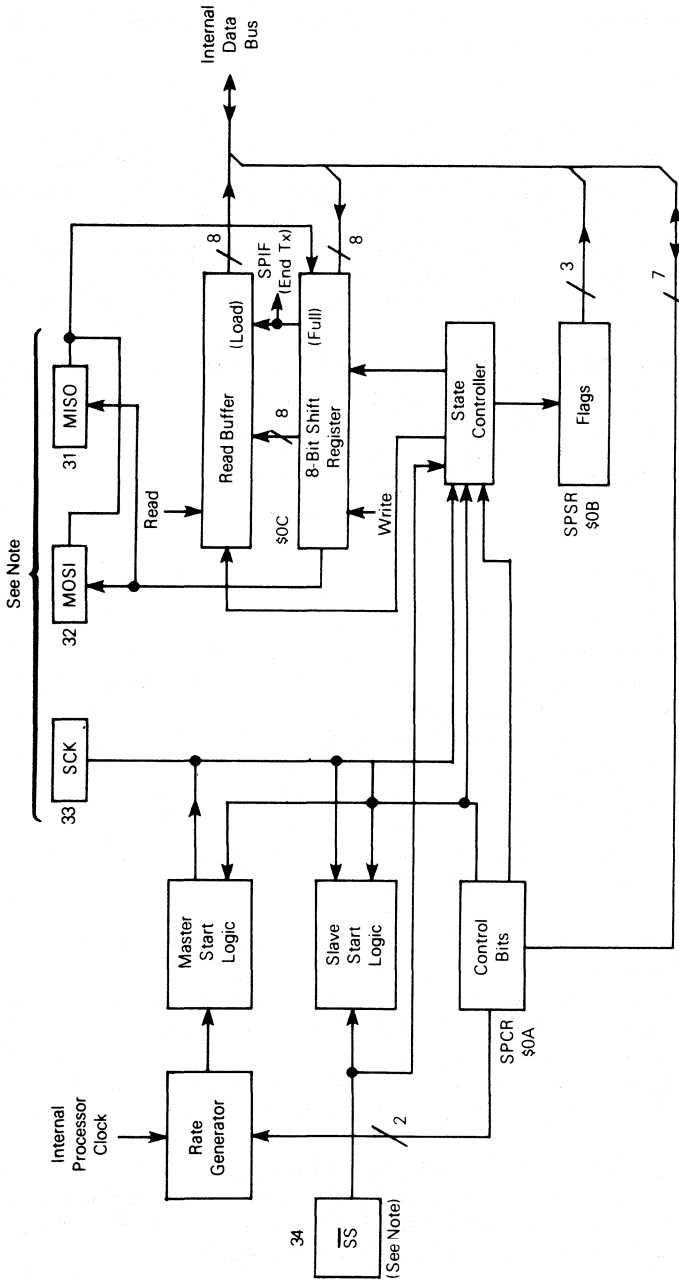 See Note
33
SCK
32
MOSI
31
MISO
Internal
Data
Bus
Internal
Processor
Clock
Rate
Generator
Master
Start
Logic
Slave
Start
Logic
34
SS
(See Note)
2
SPCR
$0A
Control
Bits
Read
Read Buffer
(Load)
8
8
SPIF
(End Tx)
$0C
8-Bit Shift
Register
(Full)
8
Write
State
Controller
SPSR
$0B
Flags
3
7